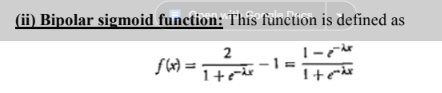 (ii) Bipolar sigmoid function: This function is defined as
f(x) = 2 / (1 + e^-λx) - 1 = (1 - e^-λx) / (1 + e^-λx)